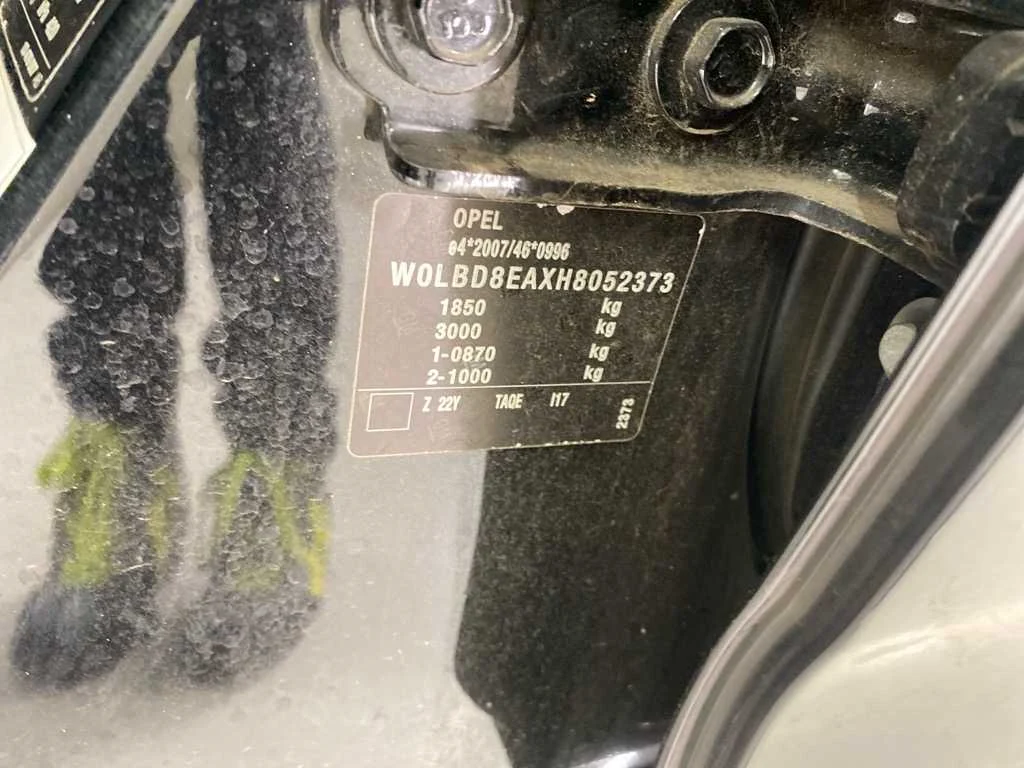 OPEL
e4*2007/46*0996
W0LBD8EAXH8052373
1850 kg
3000 kg
1-0870 kg
2-1000 kg
Z 22Y TAQE I17
2373